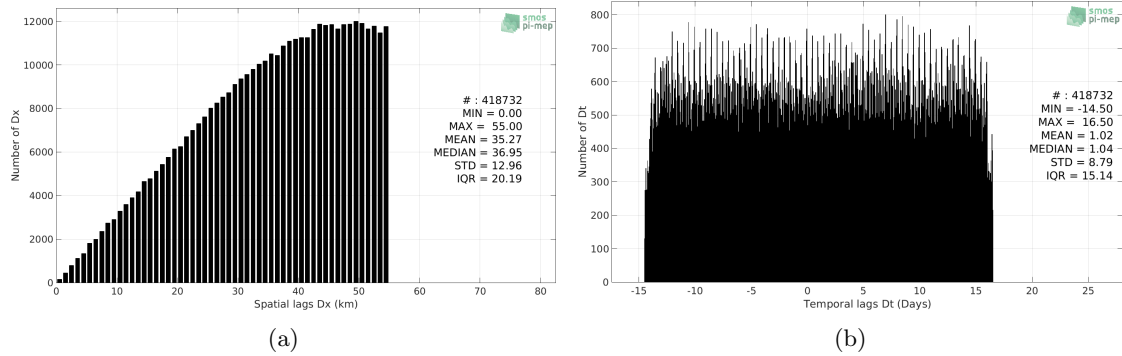 12000
10000
8000
6000
4000
2000
0
Number of Dx
0 10 20 30 40 50 60 70 80
Spatial lags Dx (km)
smos
pi-mep
# : 418732
MIN = 0.00
MAX = 55.00
MEAN = 35.27
MEDIAN = 36.95
STD = 12.96
IQR = 20.19
(a)
800
700
600
500
400
300
200
100
0
Number of Dt
-15 -10 -5 0 5 10 15 20 25
Temporal lags Dt (Days)
smos
pi-mep
# : 418732
MIN = -14.50
MAX = 16.50
MEAN = 1.02
MEDIAN = 1.04
STD = 8.79
IQR = 15.14
(b)